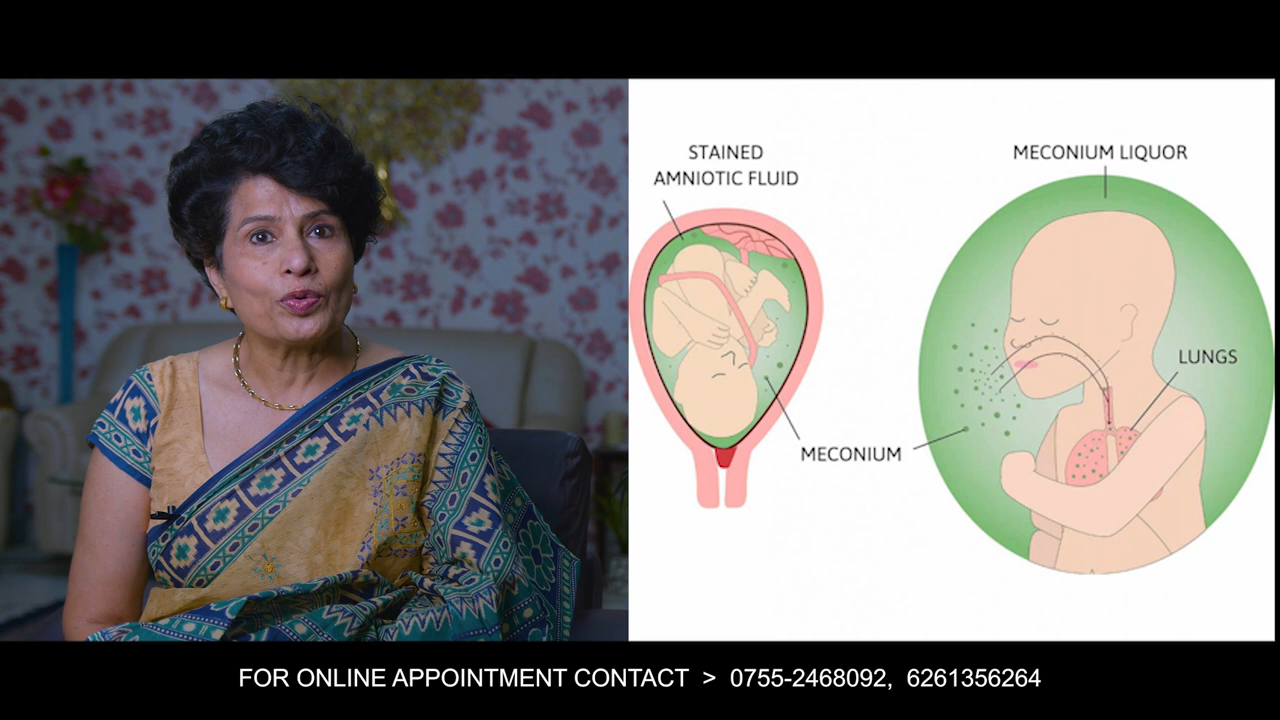 STAINED
AMNIOTIC FLUID
MECONIUM LIQUOR
LUNGS
MECONIUM
FOR ONLINE APPOINTMENT CONTACT > 0755-2468092, 6261356264